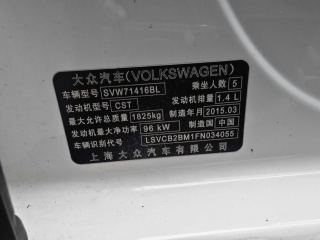 大众汽车(VOLKSWAGEN)
车辆型号 SVW71416BL 乘坐人数 5
发动机型号 CST 发动机排量 1.4 L
最大允许总质量 1825kg 制造年月 2015.03
发动机最大净功率 96 kW 制造国 中国
车辆识别代号 LSVCB2BM1FN034055
上海大众汽车有限公司